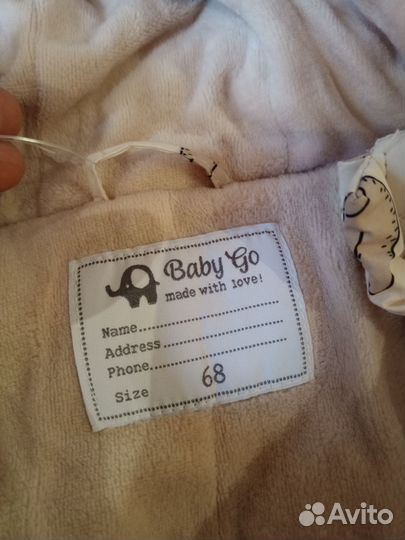 Baby Go
made with love!
Name
Address
Phone
Size 68
Avito